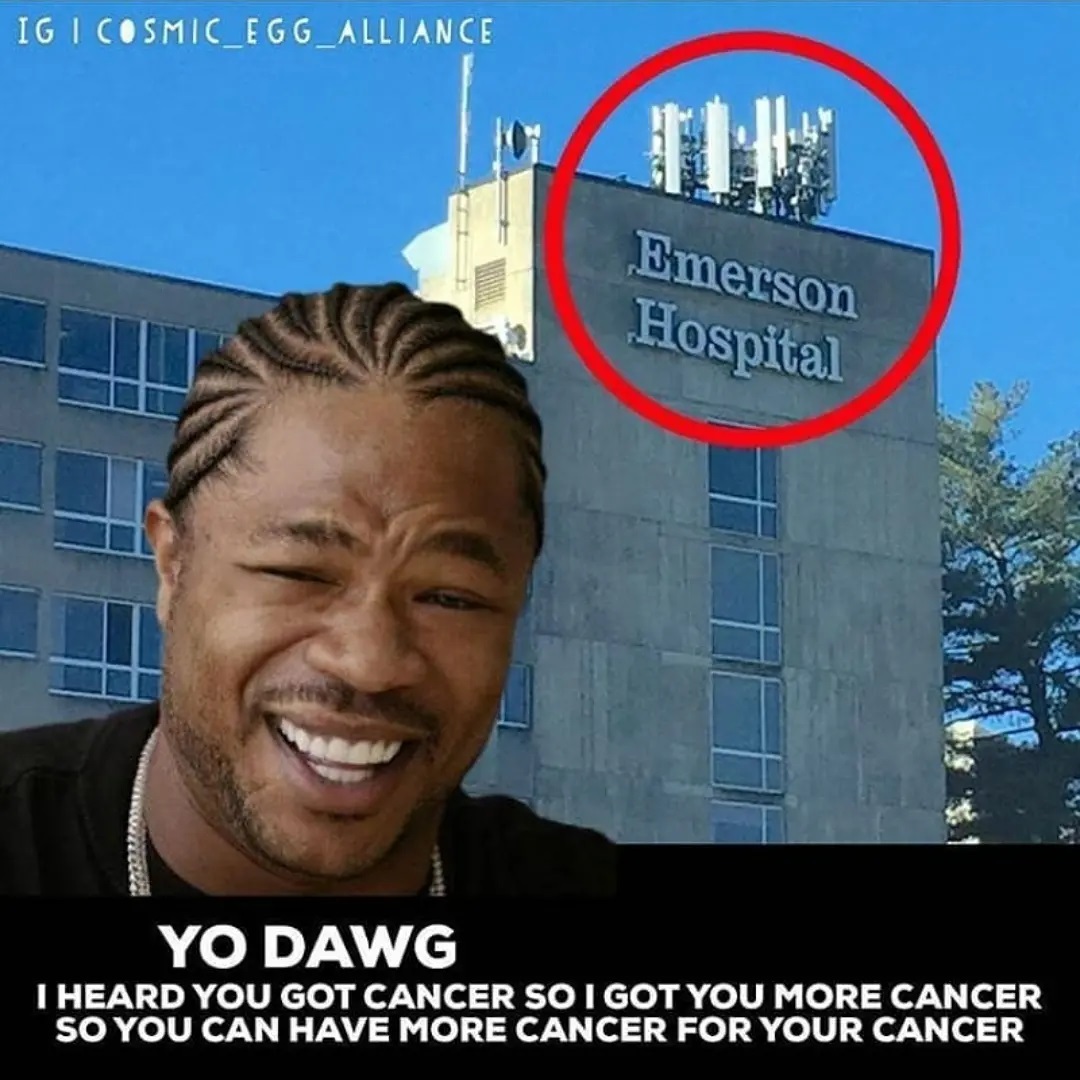 IG | COSMIC_EGG_ALLIANCE
Emerson
Hospital
YO DAWG
I HEARD YOU GOT CANCER SO I GOT YOU MORE CANCER
SO YOU CAN HAVE MORE CANCER FOR YOUR CANCER